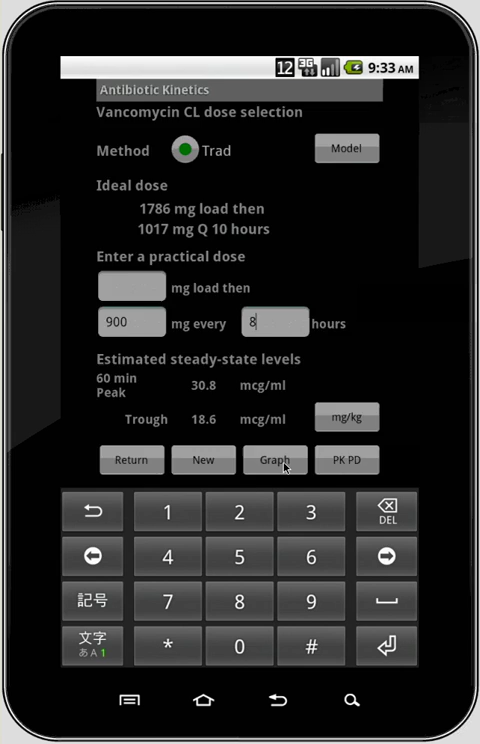 12 3G 9:33 AM
Antibiotic Kinetics
Vancomycin CL dose selection
Method Trad Model
Ideal dose
1786 mg load then
1017 mg Q 10 hours
Enter a practical dose
mg load then
900 mg every 8 hours
Estimated steady-state levels
60 min
Peak 30.8 mcg/ml
Trough 18.6 mcg/ml mg/kg
Return New Graph PK PD
1 2 3 DEL
4 5 6
記号 7 8 9
文字
あA1 * 0 #